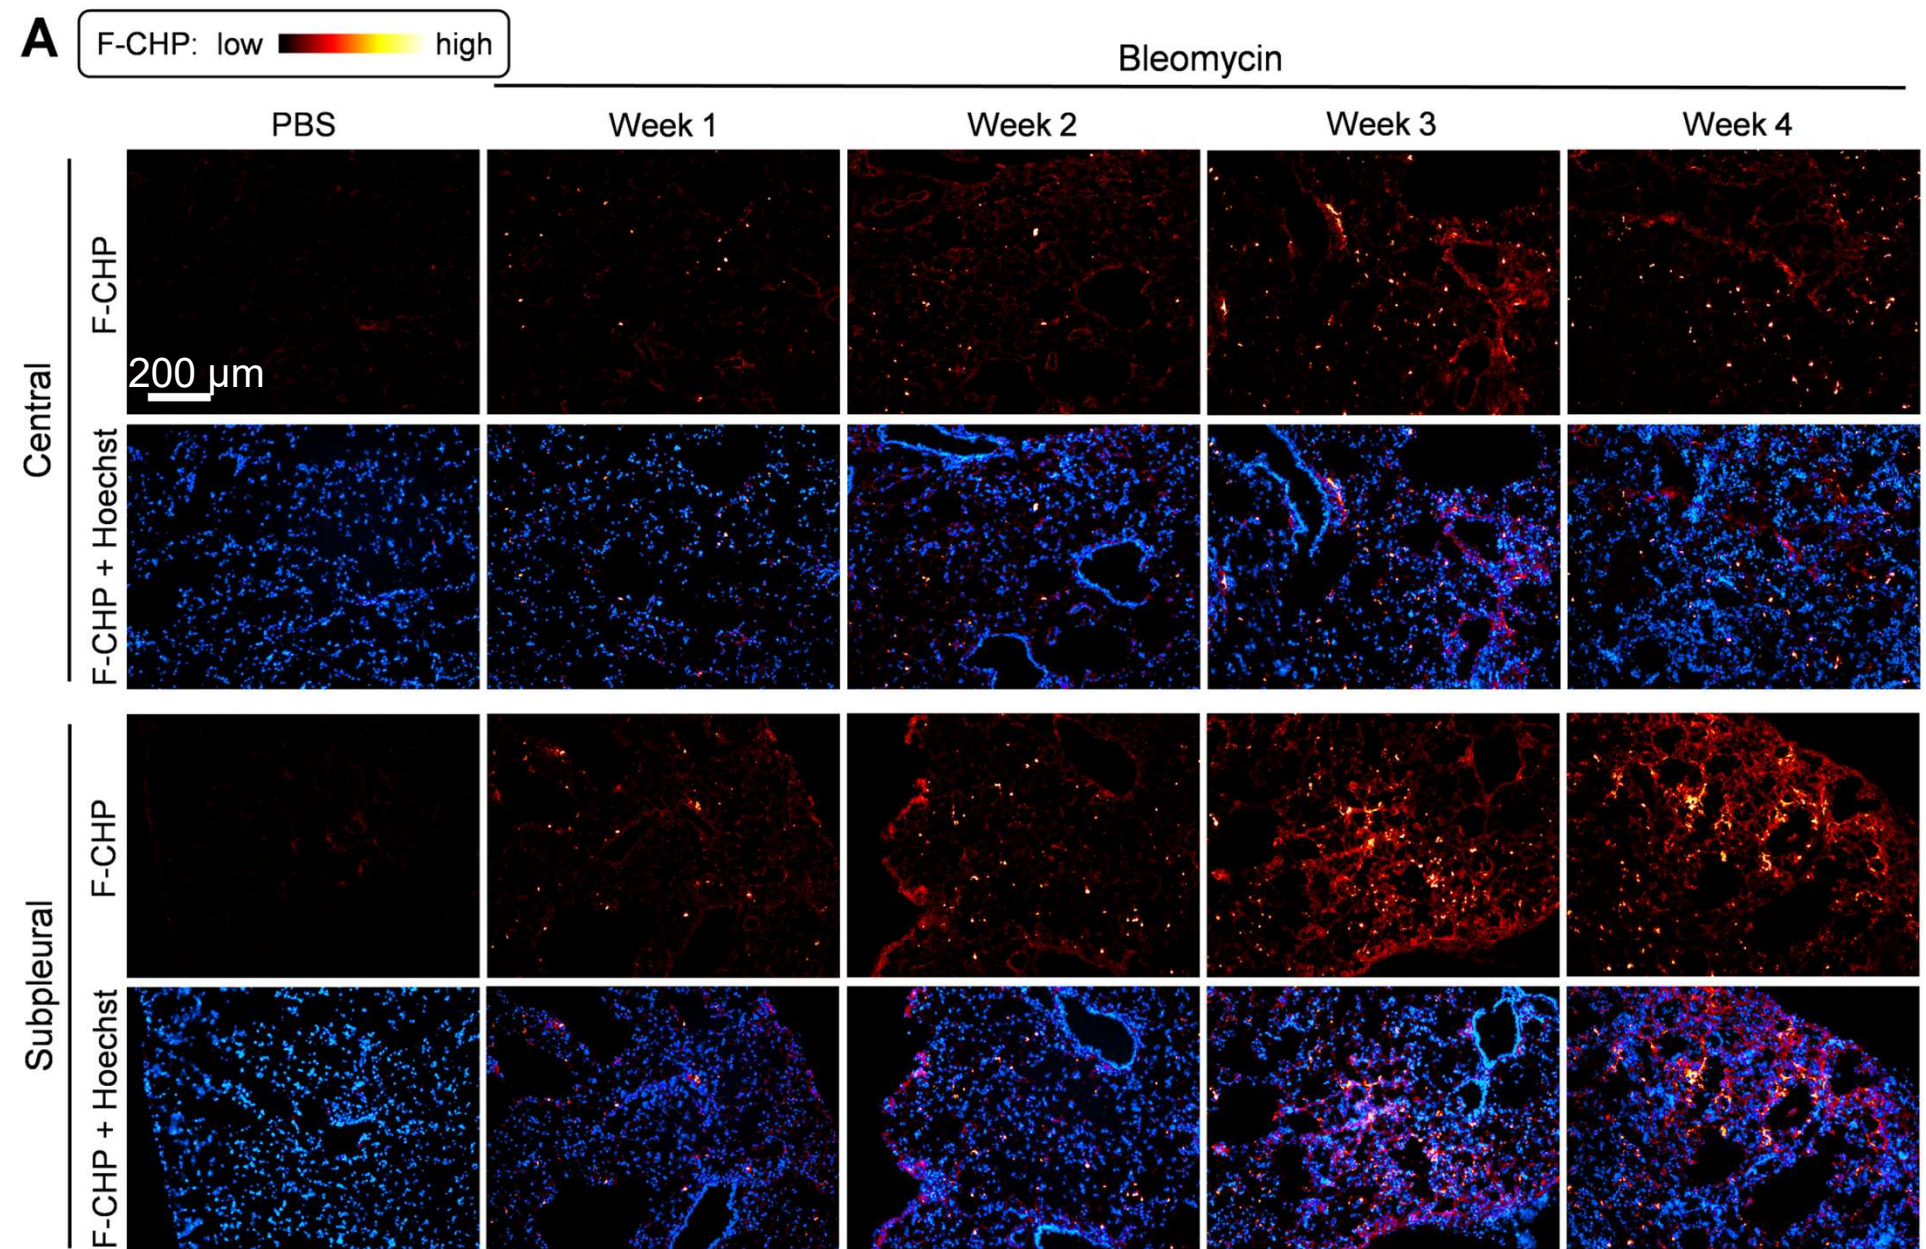 A
F-CHP: low high
Bleomycin
PBS Week 1 Week 2 Week 3 Week 4
Central
F-CHP
200 µm
F-CHP + Hoechst
Subpleural
F-CHP
F-CHP + Hoechst